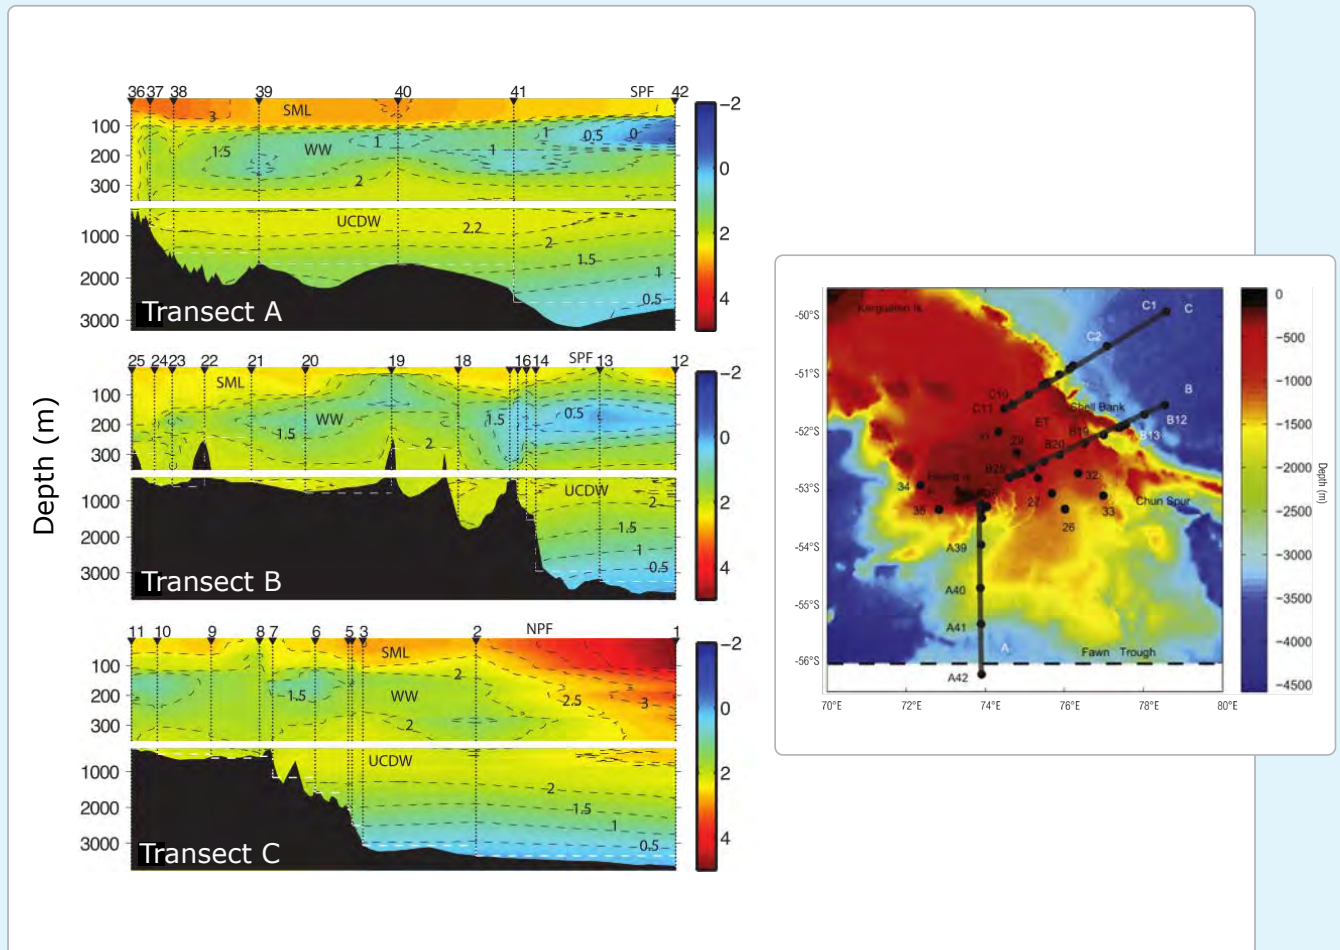 36 37 38 39 40 41 SPF 42
3 SML 1 0.5 0
100
1.5 WW 1 1
200
2
300
UCDW 2.2 2
1000
1.5
2000
1
0.5
3000
Transect A
−2
0
2
4
25 24 23 22 21 20 19 18 16 14 SPF 13 12
SML
100
WW 1.5 0.5
200
1.5 2
300
UCDW
1000
1.5
2000
1
0.5
3000
Transect B
−2
0
2
4
Depth (m)
11 10 9 8 7 6 5 3 2 NPF 1
SML
100
2
1.5 WW 2.5 3
200
2
300
UCDW
1000
2
1.5
2000
1
0.5
3000
Transect C
−2
0
2
4
-50°S
-51°S
-52°S
-53°S
-54°S
-55°S
-56°S
70°E 72°E 74°E 76°E 78°E 80°E
Kerguelen Is
C1 C
C2
C10
C11
Shell Bank
B
B12
B13
ET
B19
B20
29
B25
Heard Is
34
35
27
32
26
33
Chun Spur
A39
A40
A41
A
A42
Fawn Trough
0
−500
−1000
−1500
−2000
−2500
−3000
−3500
−4000
−4500
Depth (m)